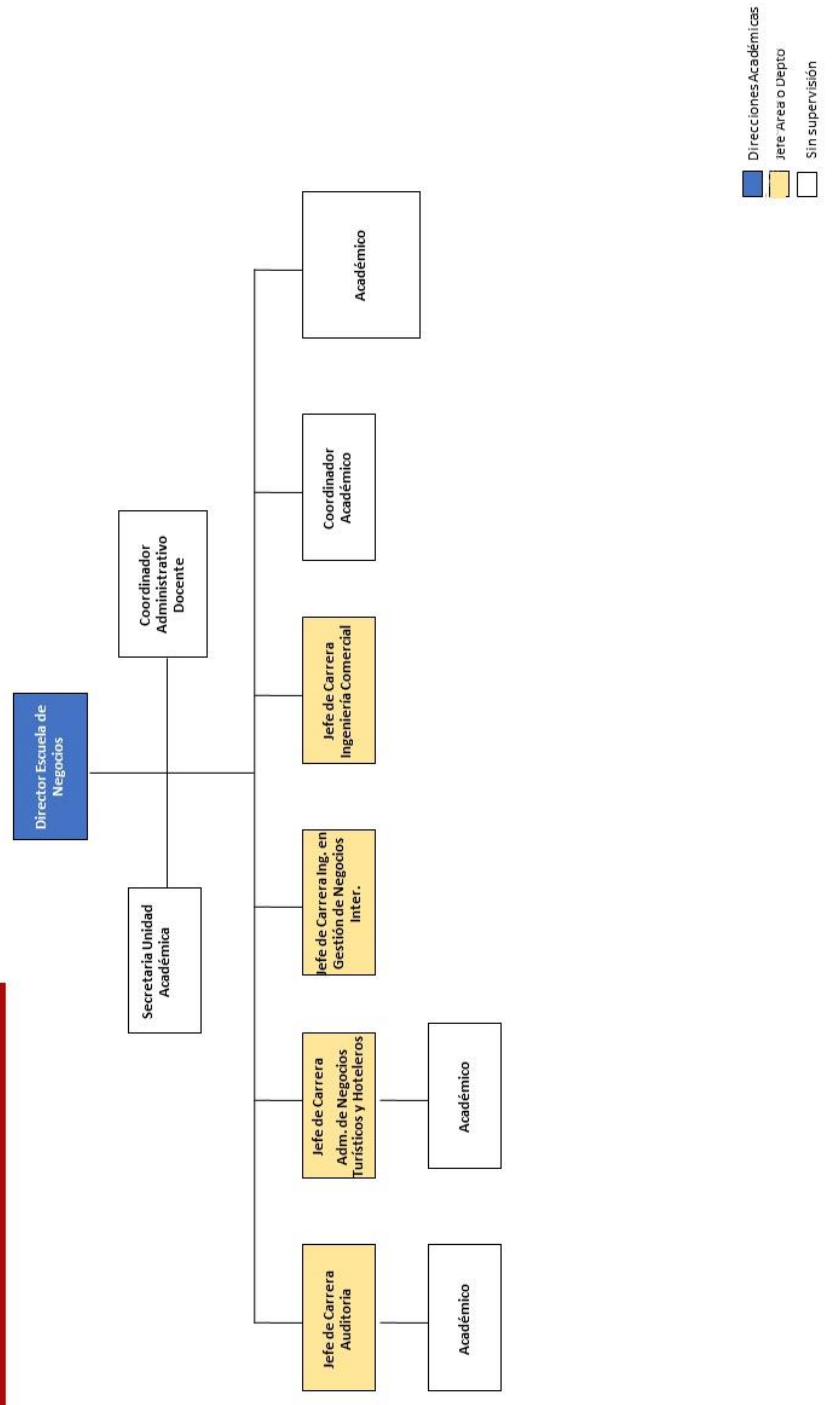 Director Escuela de
Negocios
Secretaria Unidad
Académica
Coordinador
Administrativo
Docente
Jefe de Carrera
Auditoria
Jefe de Carrera
Adm. de Negocios
Turísticos y Hoteleros
Jefe de Carrera Ing. en
Gestión de Negocios
Inter.
Jefe de Carrera
Ingeniería Comercial
Coordinador
Académico
Académico
Académico
Académico
Direcciones Académicas
Jefe Area o Depto
Sin supervisión